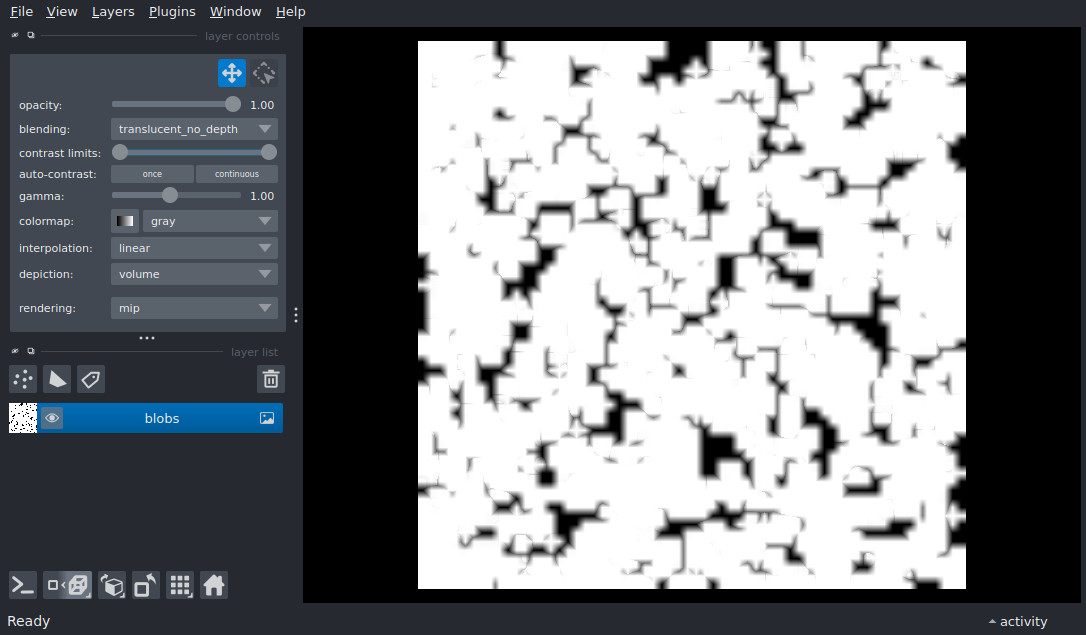 File View Layers Plugins Window Help
layer controls
opacity: 1.00
blending: translucent_no_depth
contrast limits:
auto-contrast: once continuous
gamma: 1.00
colormap: gray
interpolation: linear
depiction: volume
rendering: mip
layer list
blobs
Ready
activity